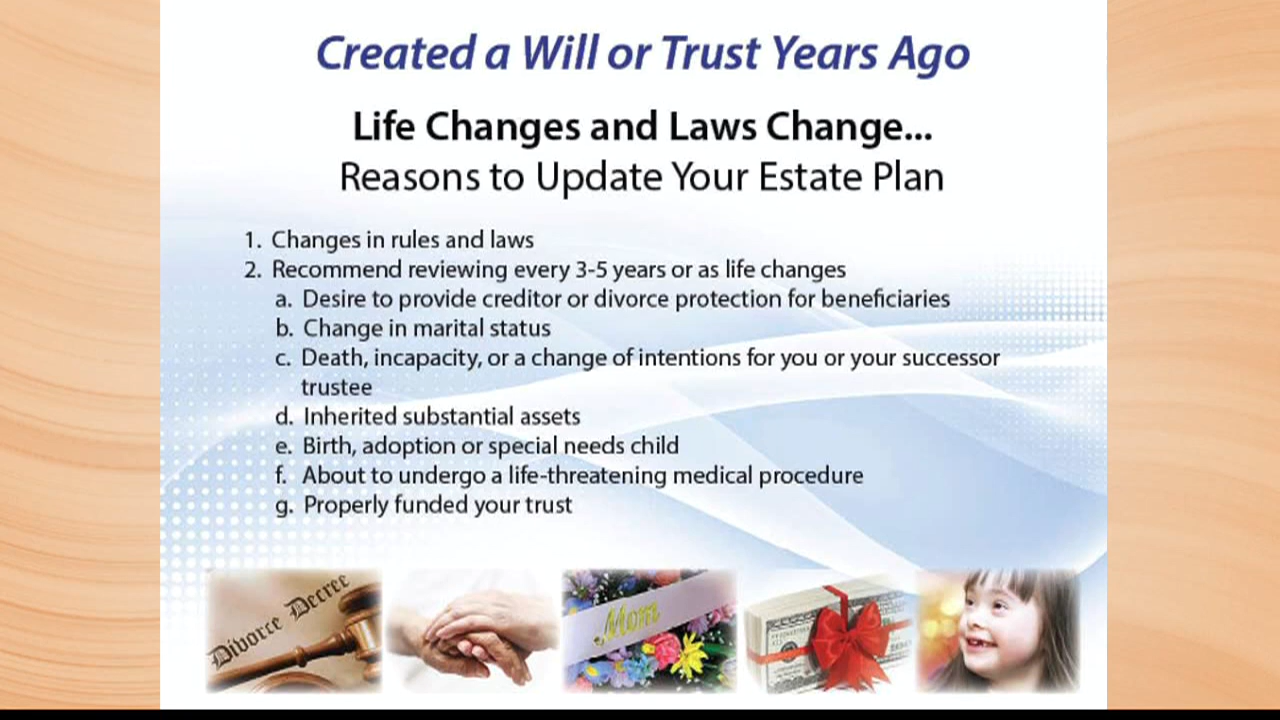 Created a Will or Trust Years Ago
Life Changes and Laws Change...
Reasons to Update Your Estate Plan
1. Changes in rules and laws
2. Recommend reviewing every 3-5 years or as life changes
a. Desire to provide creditor or divorce protection for beneficiaries
b. Change in marital status
c. Death, incapacity, or a change of intentions for you or your successor
trustee
d. Inherited substantial assets
e. Birth, adoption or special needs child
f. About to undergo a life-threatening medical procedure
g. Properly funded your trust
Divorce Decree
Mom